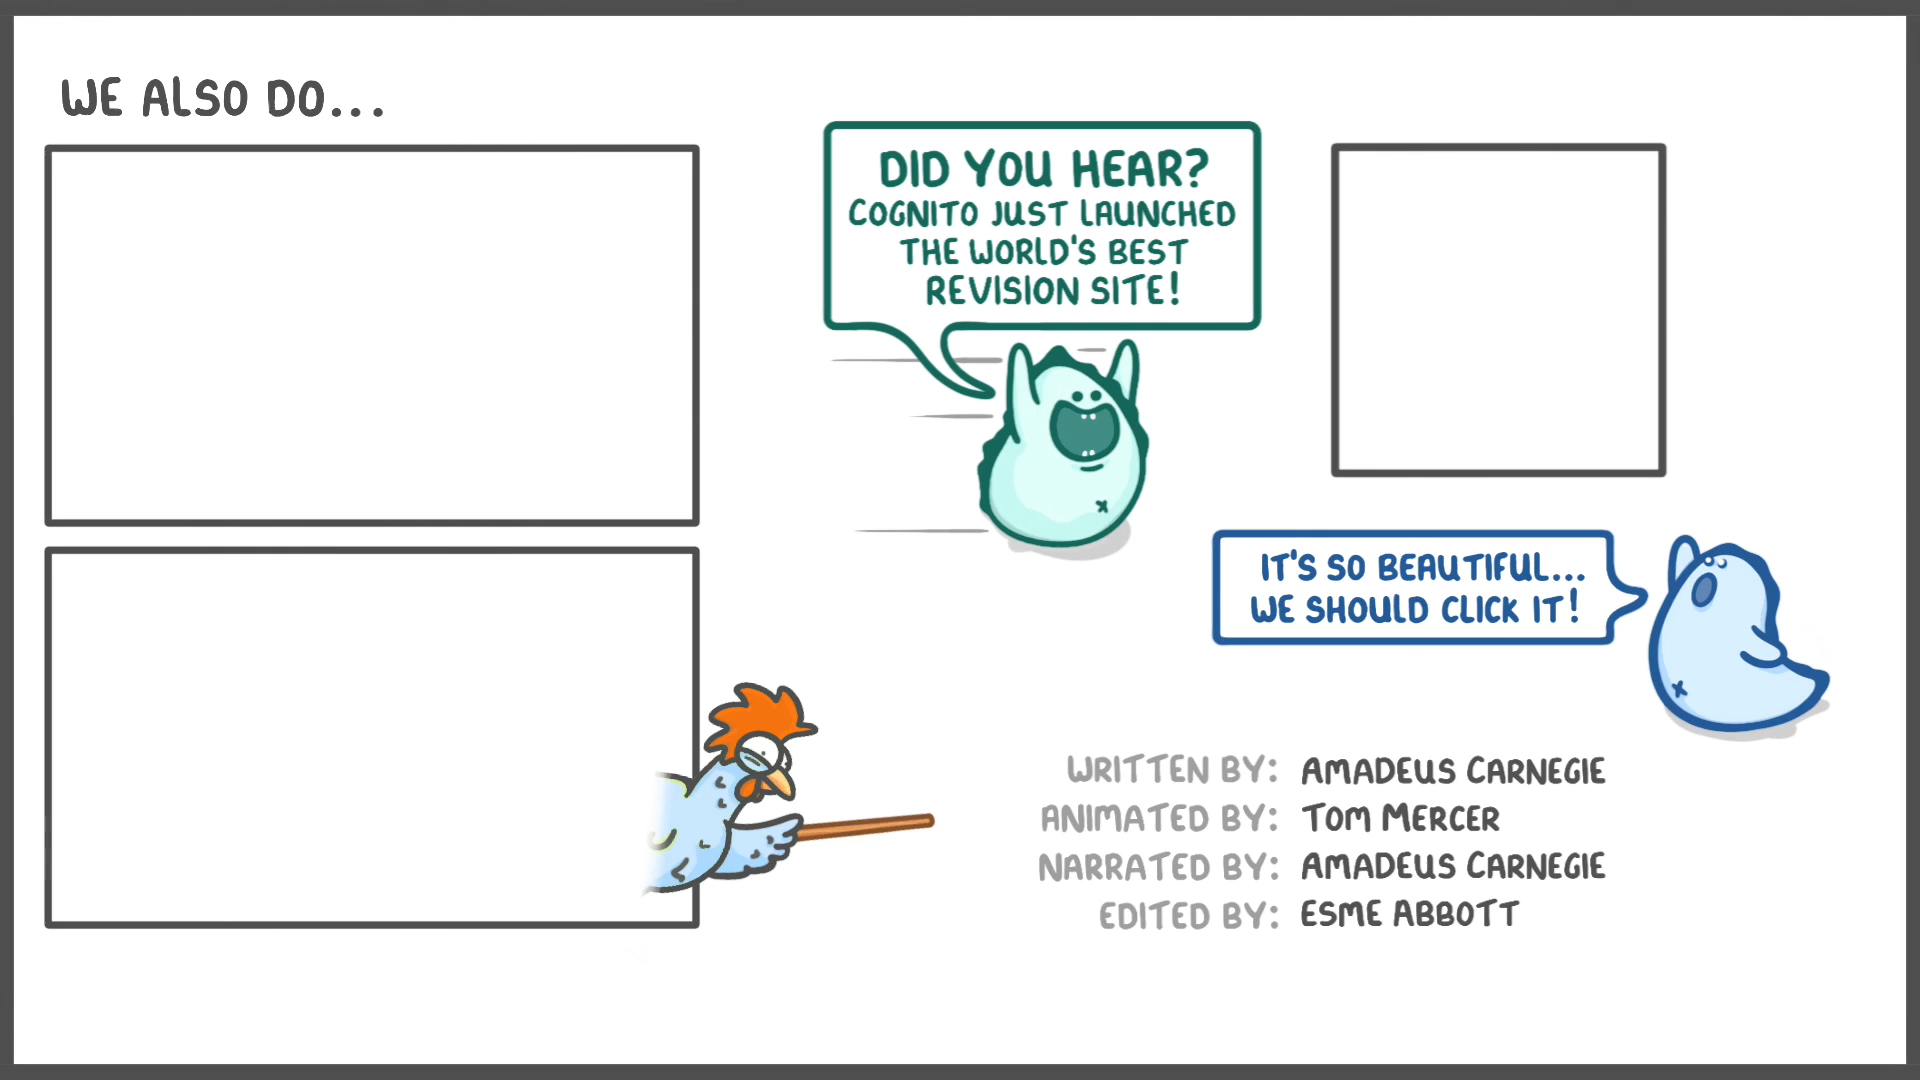 WE ALSO DO...
DID YOU HEAR?
COGNITO JUST LAUNCHED
THE WORLD'S BEST
REVISION SITE!
IT'S SO BEAUTIFUL...
WE SHOULD CLICK IT!
WRITTEN BY: AMADEUS CARNEGIE
ANIMATED BY: TOM MERCER
NARRATED BY: AMADEUS CARNEGIE
EDITED BY: ESME ABBOTT